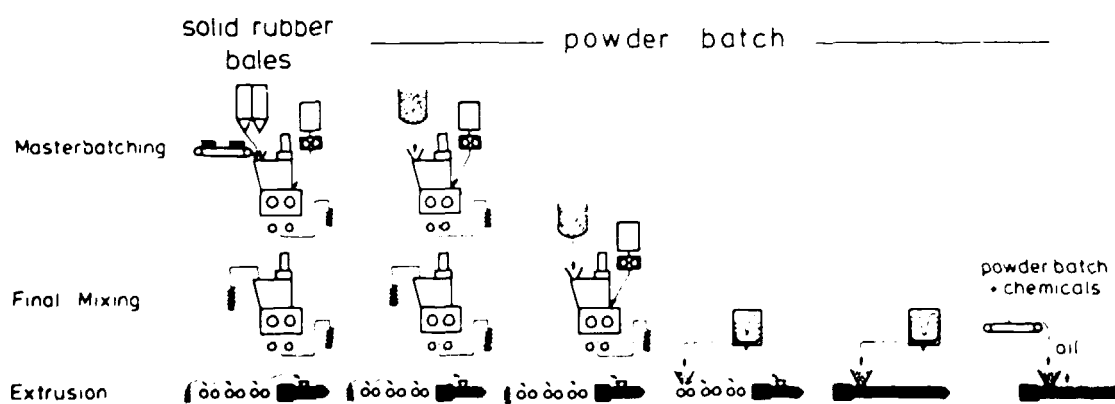 solid rubber
bales
powder batch
Masterbatching
Final Mixing
powder batch
+ chemicals
oil
Extrusion